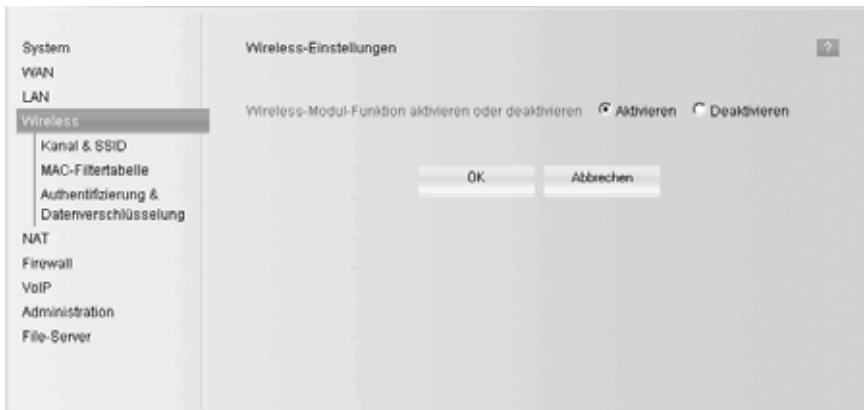 System
WAN
LAN
Wireless
Kanal & SSID
MAC-Filtertabelle
Authentifizierung &
Datenverschlüsselung
NAT
Firewall
VoIP
Administration
File-Server
Wireless-Einstellungen
?
Wireless-Modul-Funktion aktivieren oder deaktivieren Aktivieren Deaktivieren
OK Abbrechen